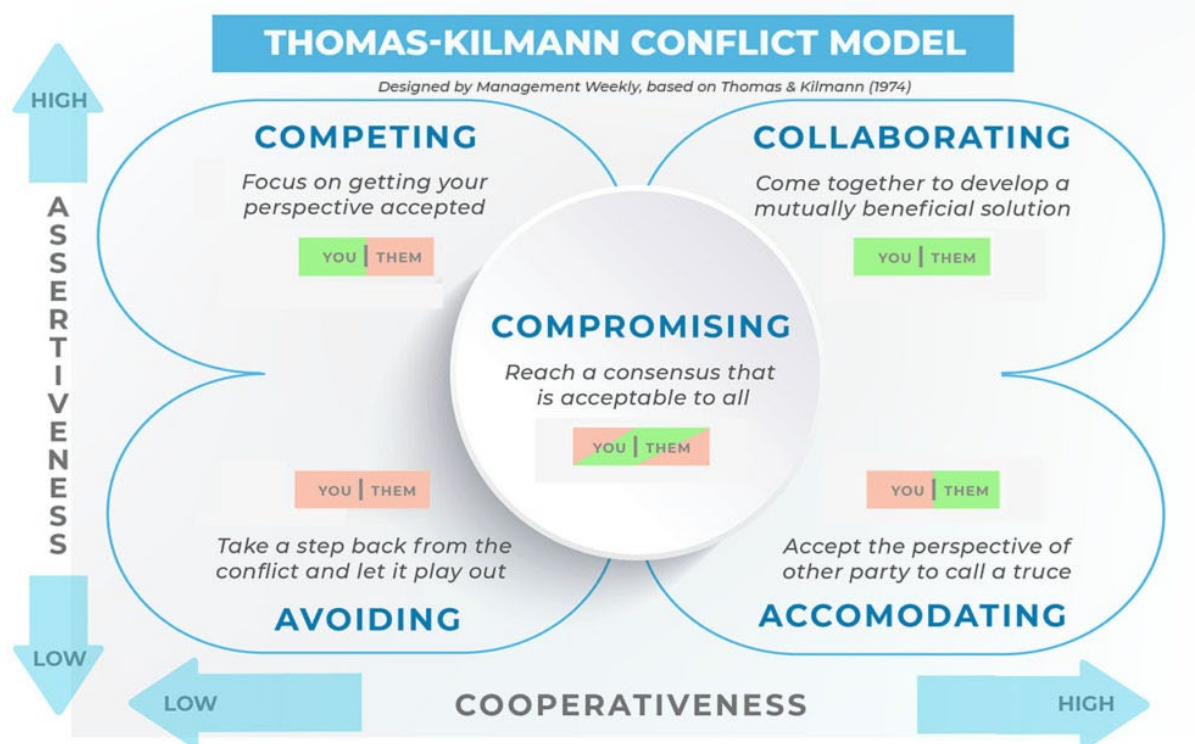 THOMAS-KILMANN CONFLICT MODEL
Designed by Management Weekly, based on Thomas & Kilmann (1974)
HIGH
ASSERTIVENESS
LOW
COMPETING
Focus on getting your
perspective accepted
YOU | THEM
COLLABORATING
Come together to develop a
mutually beneficial solution
YOU | THEM
COMPROMISING
Reach a consensus that
is acceptable to all
YOU | THEM
YOU | THEM
Take a step back from the
conflict and let it play out
AVOIDING
YOU | THEM
Accept the perspective of
other party to call a truce
ACCOMODATING
LOW
COOPERATIVENESS
HIGH